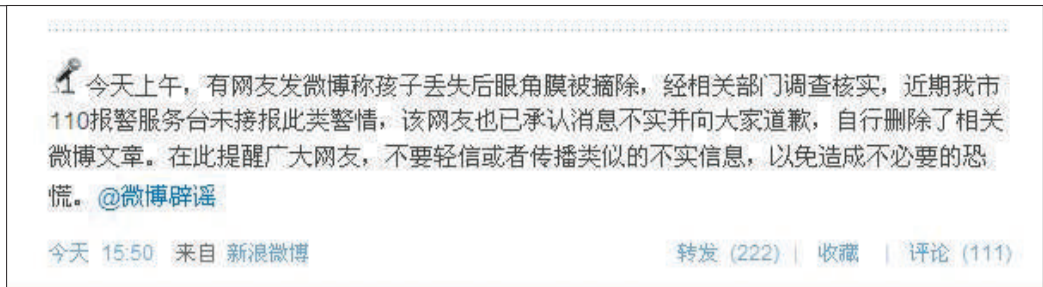 今天上午，有网友发微博称孩子丢失后眼角膜被摘除，经相关部门调查核实，近期我市
110报警服务台未接报此类警情，该网友也已承认消息不实并向大家道歉，自行删除了相关
微博文章。在此提醒广大网友，不要轻信或者传播类似的不实信息，以免造成不必要的恐
慌。@微博辟谣
今天 15:50 来自 新浪微博 转发 (222) | 收藏 | 评论 (111)